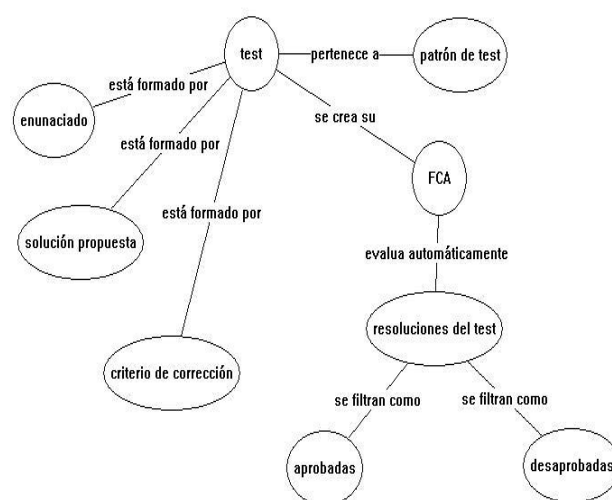 test
pertenece a
patrón de test
está formado por
enunaciado
se crea su
está formado por
FCA
está formado por
solución propuesta
evalua automáticamente
resoluciones del test
criterio de corrección
se filtran como
se filtran como
aprobadas
desaprobadas